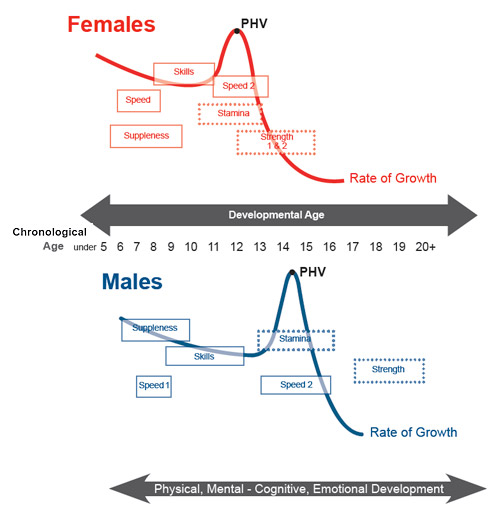 Females
PHV
Skills
Speed
Speed 2
Stamina
Suppleness
Strength
1 & 2
Rate of Growth
Developmental Age
Chronological
Age under 5 6 7 8 9 10 11 12 13 14 15 16 17 18 19 20+
Males
PHV
Suppleness
Stamina
Skills
Strength
Speed 1
Speed 2
Rate of Growth
Physical, Mental - Cognitive, Emotional Development